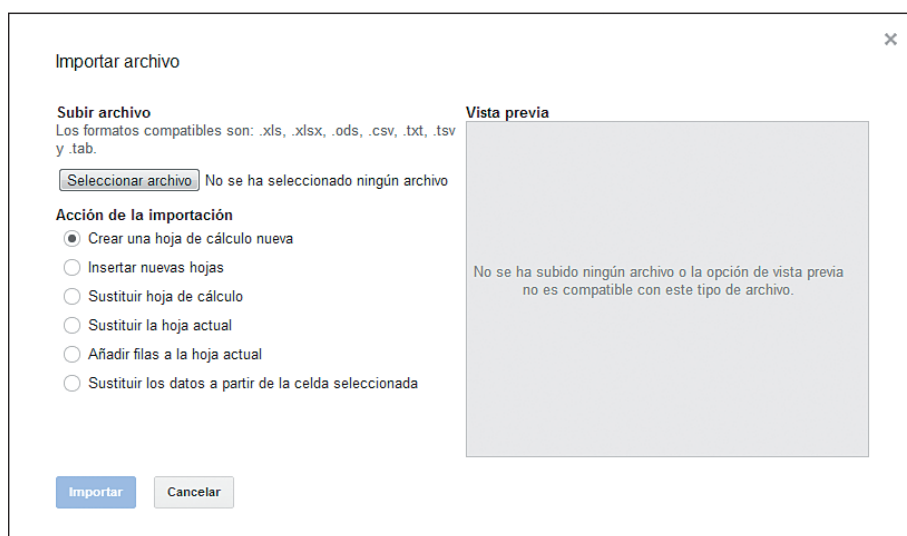 Importar archivo
Subir archivo
Los formatos compatibles son: .xls, .xlsx, .ods, .csv, .txt, .tsv
y .tab.
Seleccionar archivo No se ha seleccionado ningún archivo
Acción de la importación
Crear una hoja de cálculo nueva
Insertar nuevas hojas
Sustituir hoja de cálculo
Sustituir la hoja actual
Añadir filas a la hoja actual
Sustituir los datos a partir de la celda seleccionada
Importar Cancelar
Vista previa
No se ha subido ningún archivo o la opción de vista previa
no es compatible con este tipo de archivo.